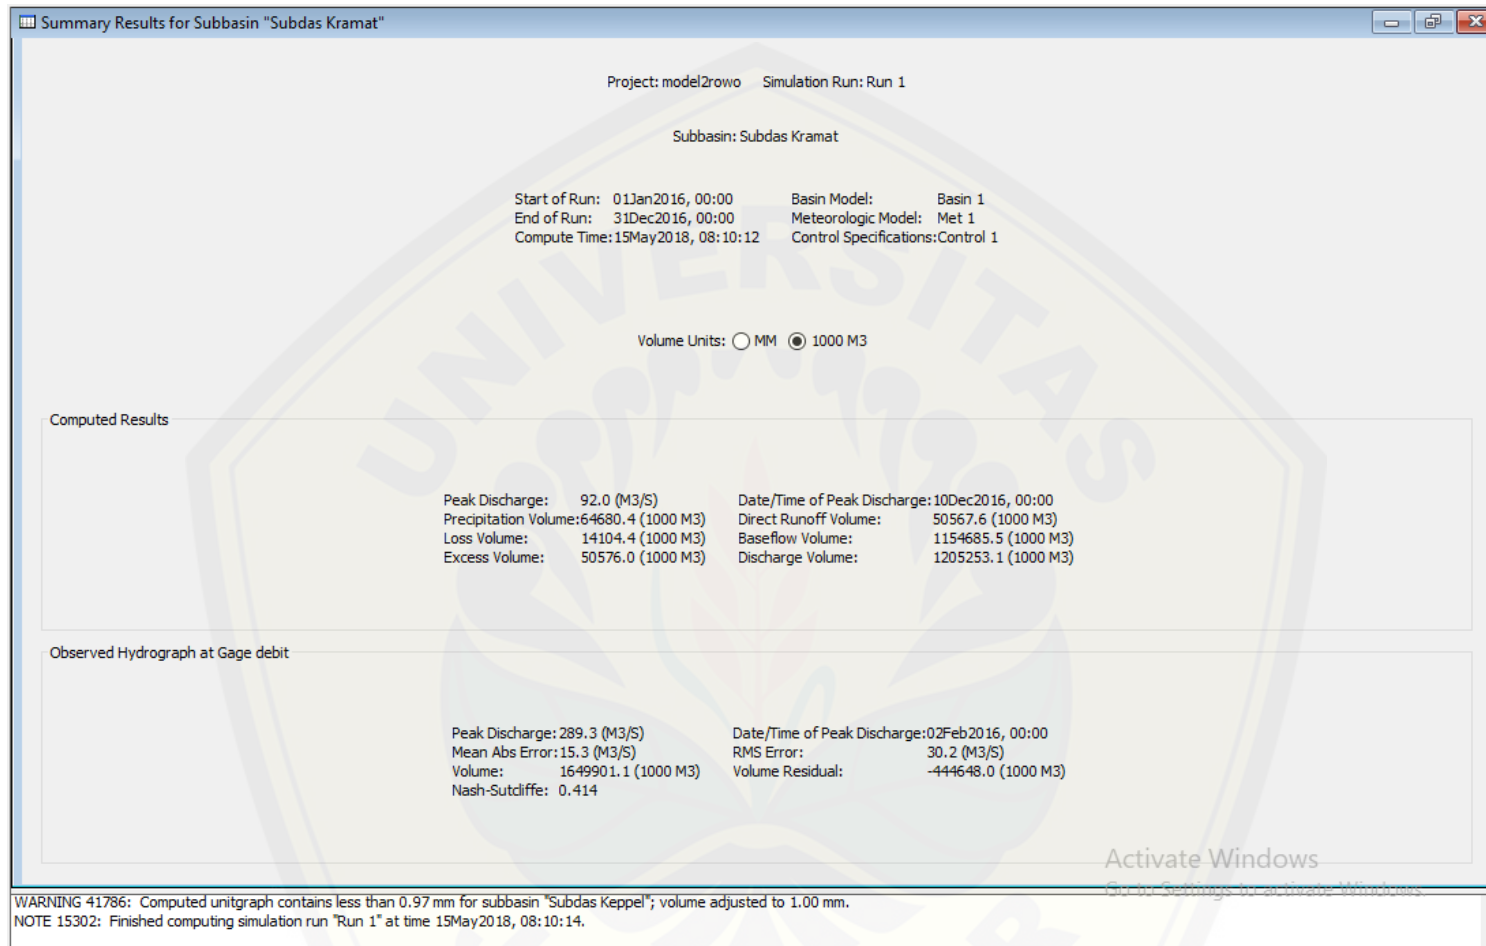 Summary Results for Subbasin "Subdas Kramat"
Project: model2rowo Simulation Run: Run 1
Subbasin: Subdas Kramat
Start of Run: 01Jan2016, 00:00 Basin Model: Basin 1
End of Run: 31Dec2016, 00:00 Meteorologic Model: Met 1
Compute Time:15May2018, 08:10:12 Control Specifications:Control 1
Volume Units: MM 1000 M3
Computed Results
Peak Discharge: 92.0 (M3/S) Date/Time of Peak Discharge:10Dec2016, 00:00
Precipitation Volume:64680.4 (1000 M3) Direct Runoff Volume: 50567.6 (1000 M3)
Loss Volume: 14104.4 (1000 M3) Baseflow Volume: 1154685.5 (1000 M3)
Excess Volume: 50576.0 (1000 M3) Discharge Volume: 1205253.1 (1000 M3)
Observed Hydrograph at Gage debit
Peak Discharge:289.3 (M3/S) Date/Time of Peak Discharge:02Feb2016, 00:00
Mean Abs Error:15.3 (M3/S) RMS Error: 30.2 (M3/S)
Volume: 1649901.1 (1000 M3) Volume Residual: -444648.0 (1000 M3)
Nash-Sutcliffe: 0.414
Activate Windows
Go to Settings to activate Windows.
WARNING 41786: Computed unitgraph contains less than 0.97 mm for subbasin "Subdas Keppel"; volume adjusted to 1.00 mm.
NOTE 15302: Finished computing simulation run "Run 1" at time 15May2018, 08:10:14.
UNIVERSITAS